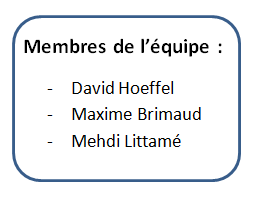 Membres de l'équipe :
- David Hoeffel
- Maxime Brimaud
- Mehdi Littamé